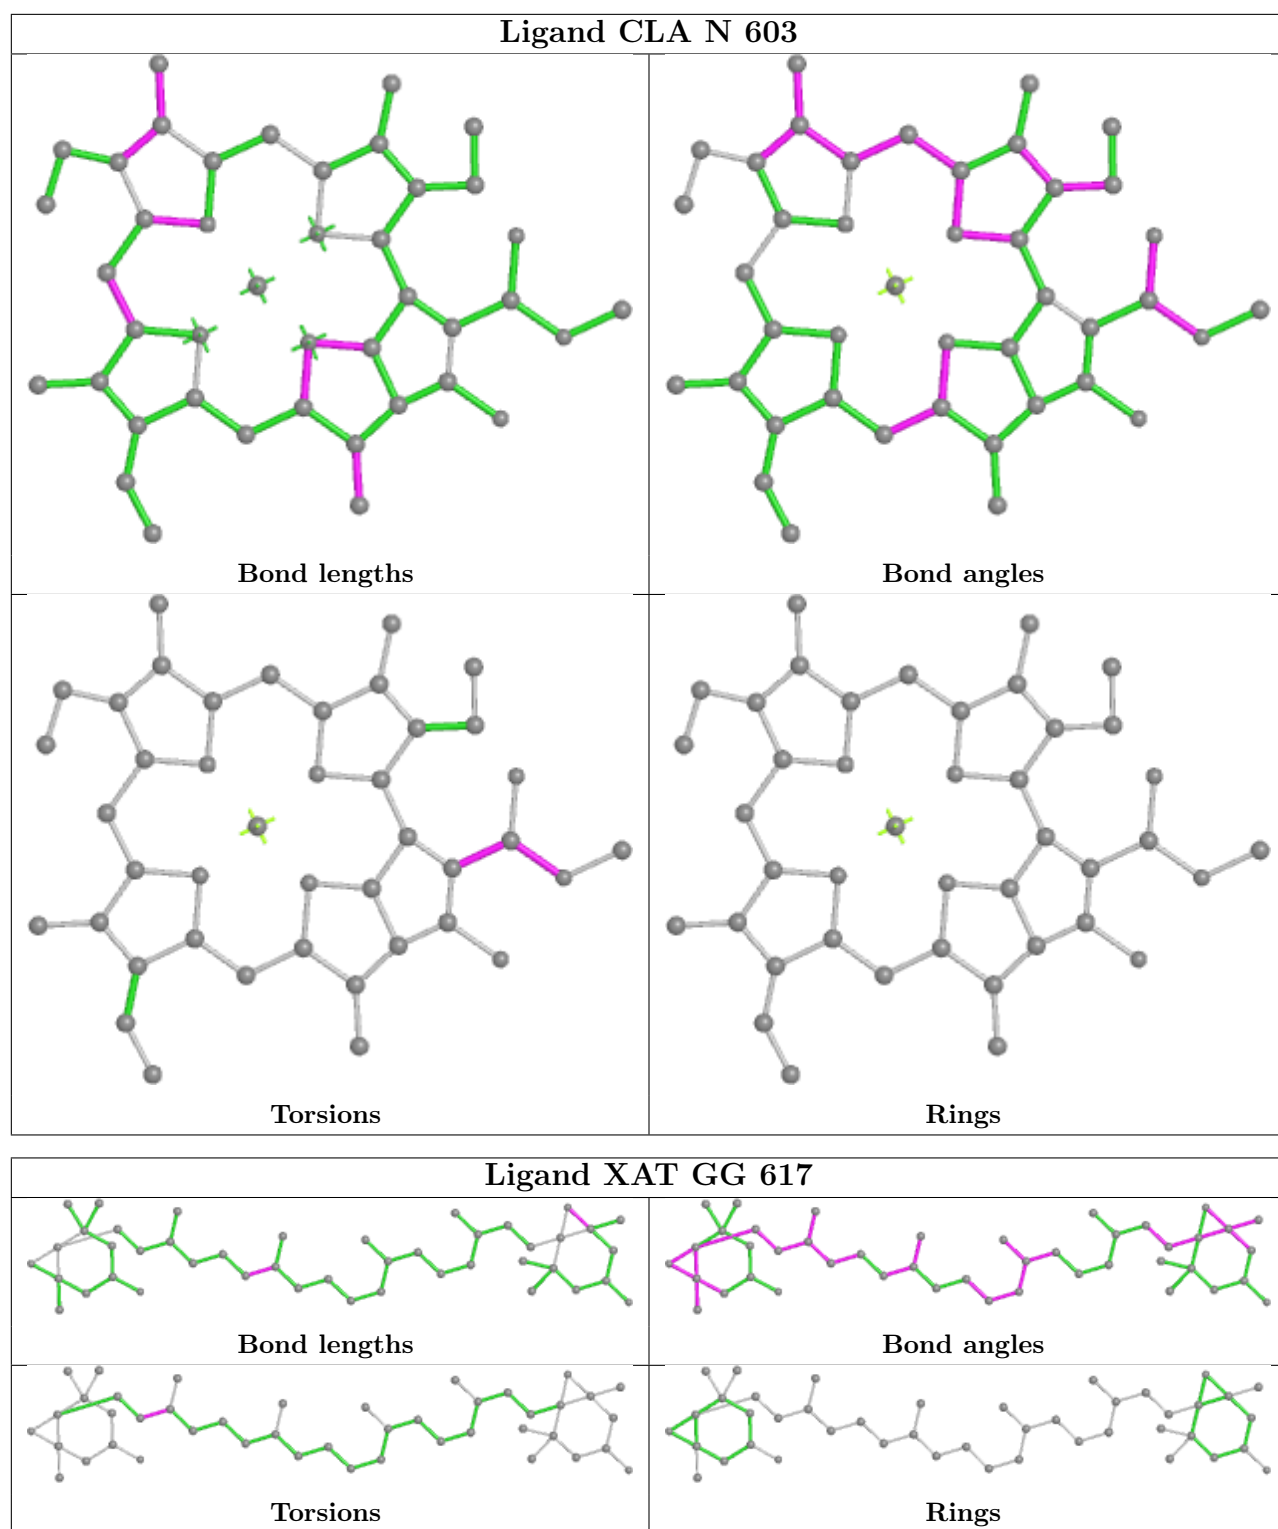 Ligand CLA N 603
Bond lengths
Bond angles
Torsions
Rings
Ligand XAT GG 617
Bond lengths
Bond angles
Torsions
Rings